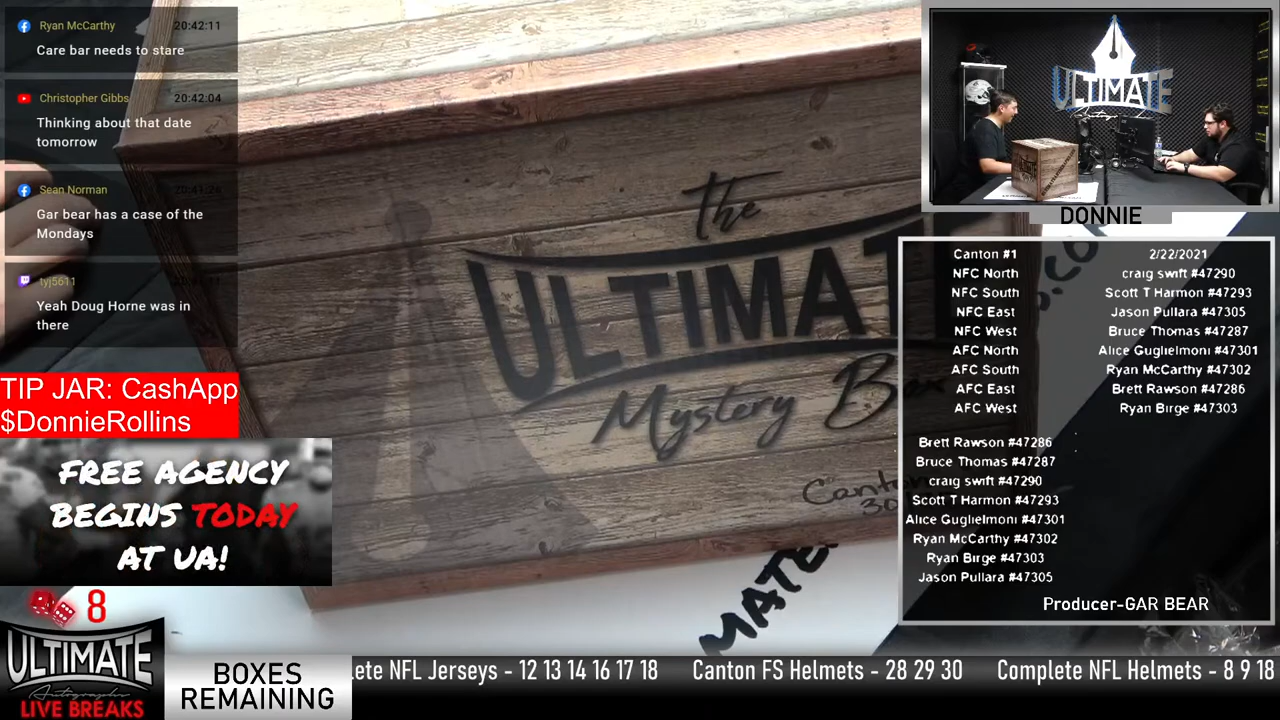 Ryan McCarthy 20:42:11
Care bar needs to stare
Christopher Gibbs 20:42:04
Thinking about that date
tomorrow
Sean Norman
Gar bear has a case of the
Mondays
tyj5611
Yeah Doug Horne was in
there
TIP JAR: CashApp
$DonnieRollins
FREE AGENCY
BEGINS TODAY
AT UA!
8
ULTIMATE
Autographs
LIVE BREAKS
BOXES
REMAINING
the
ULTIMAT
Mystery Box
Canton
30
MATE
ULTIMATE
DONNIE
Canton #1 2/22/2021
NFC North craig swift #47290
NFC South Scott T Harmon #47293
NFC East Jason Pullara #47305
NFC West Bruce Thomas #47287
AFC North Alice Guglielmoni #47301
AFC South Ryan McCarthy #47302
AFC East Brett Rawson #47286
AFC West Ryan Birge #47303
Brett Rawson #47286
Bruce Thomas #47287
craig swift #47290
Scott T Harmon #47293
Alice Guglielmoni #47301
Ryan McCarthy #47302
Ryan Birge #47303
Jason Pullara #47305
Producer-GAR BEAR
lete NFL Jerseys - 12 13 14 16 17 18 Canton FS Helmets - 28 29 30 Complete NFL Helmets - 8 9 18